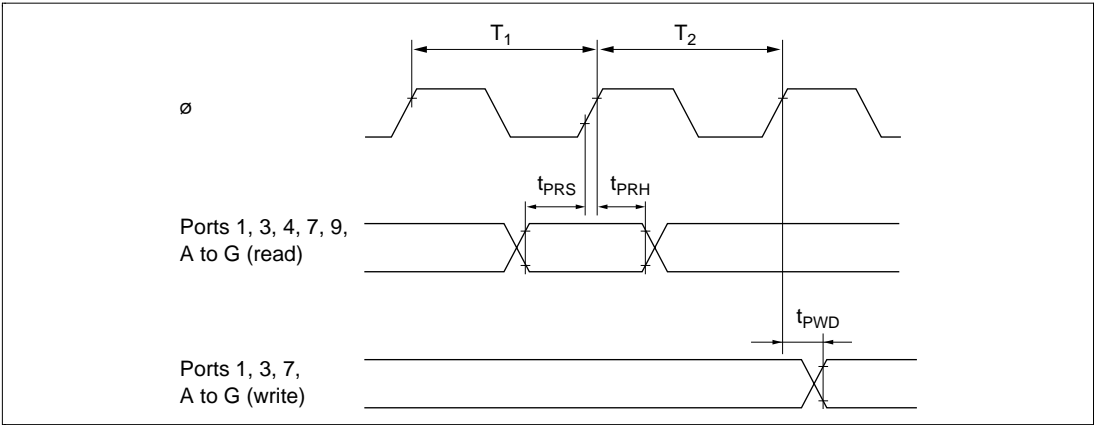 T1 T2
ø
tPRS tPRH
Ports 1, 3, 4, 7, 9,
A to G (read)
tPWD
Ports 1, 3, 7,
A to G (write)